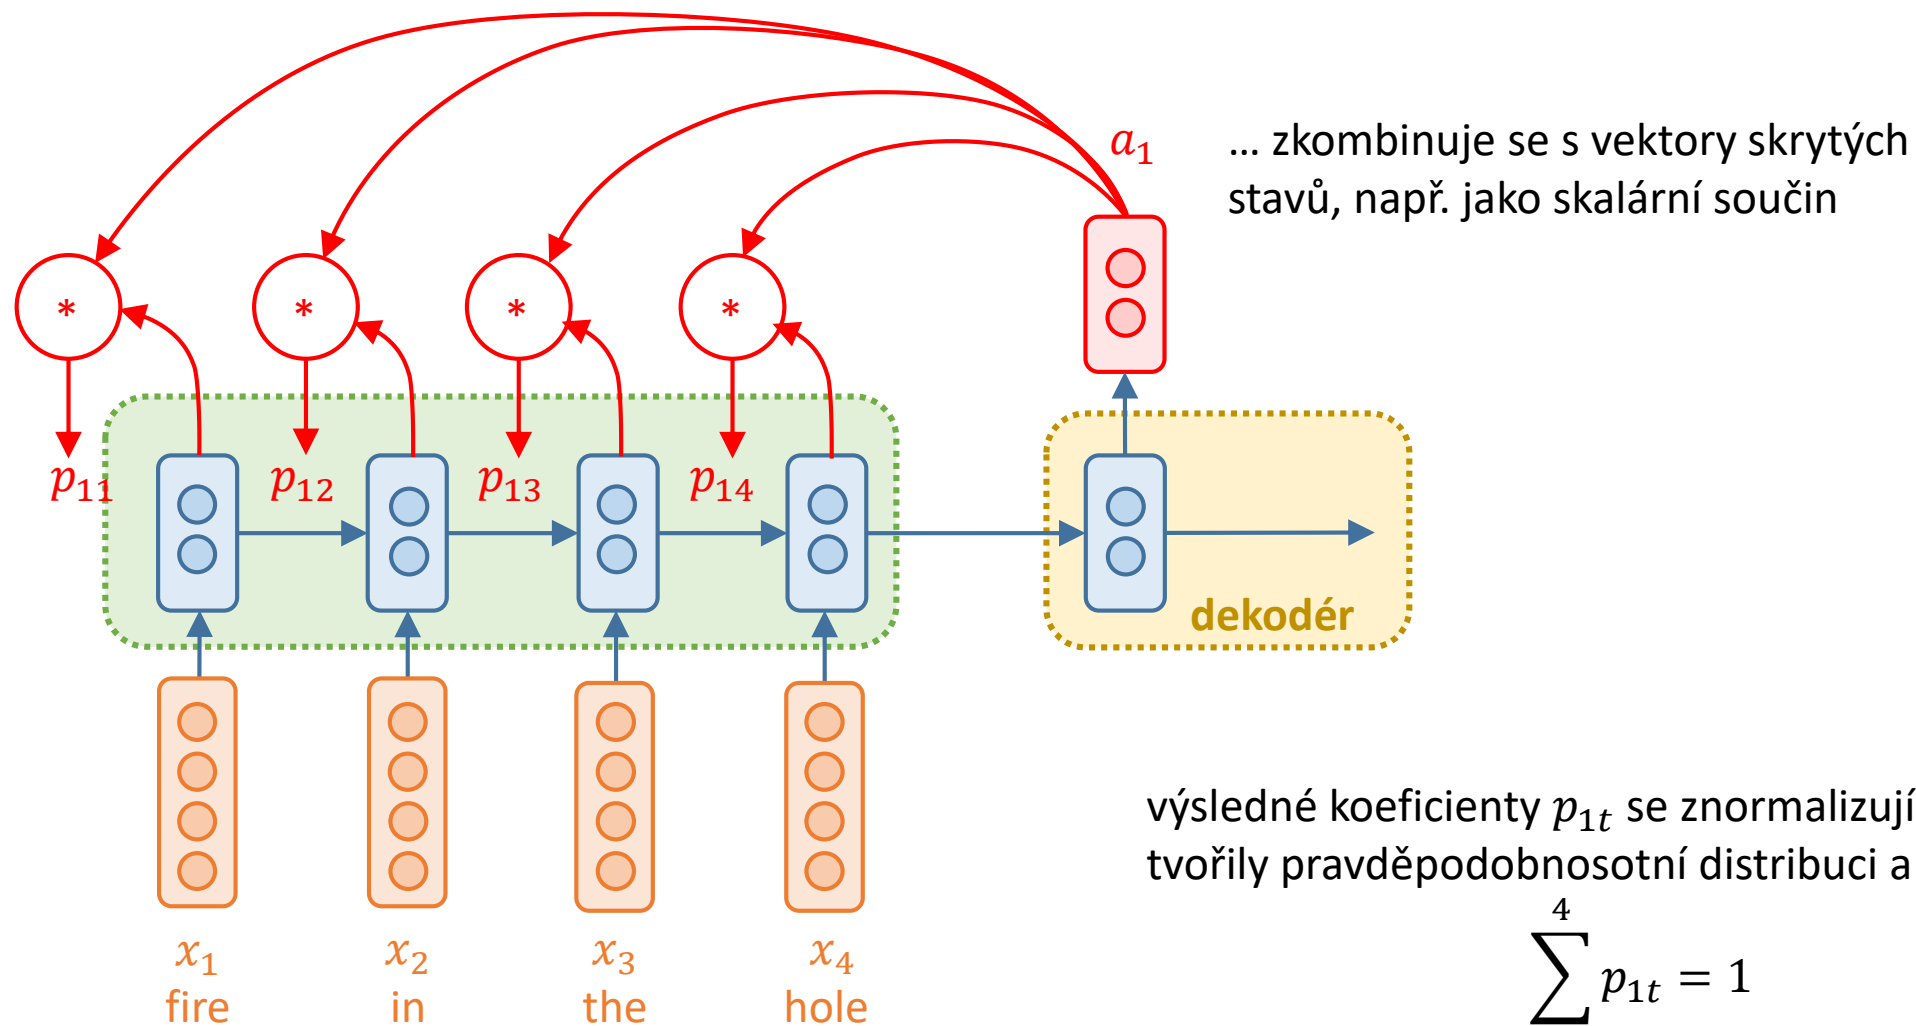 a₁
... zkombinuje se s vektory skrytých
stavů, např. jako skalární součin
* * * *
p₁₁ p₁₂ p₁₃ p₁₄
dekodér
x₁ x₂ x₃ x₄
fire in the hole
výsledné koeficienty p₁ₜ se znormalizují
tvořily pravděpodobnosotní distribuci a
4
∑ p₁ₜ = 1